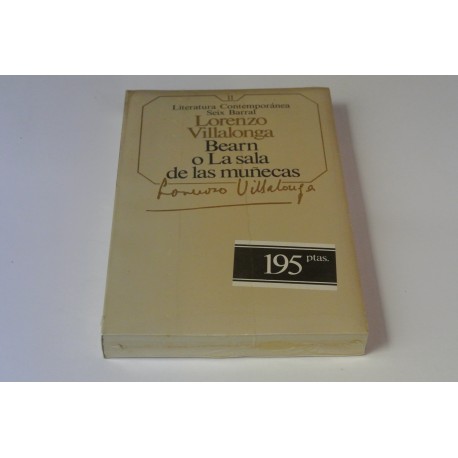 11
Literatura Contemporánea
Seix Barral
Lorenzo
Villalonga
Bearn
o La sala
de las muñecas
Lorenzo Villalonga
195 ptas.